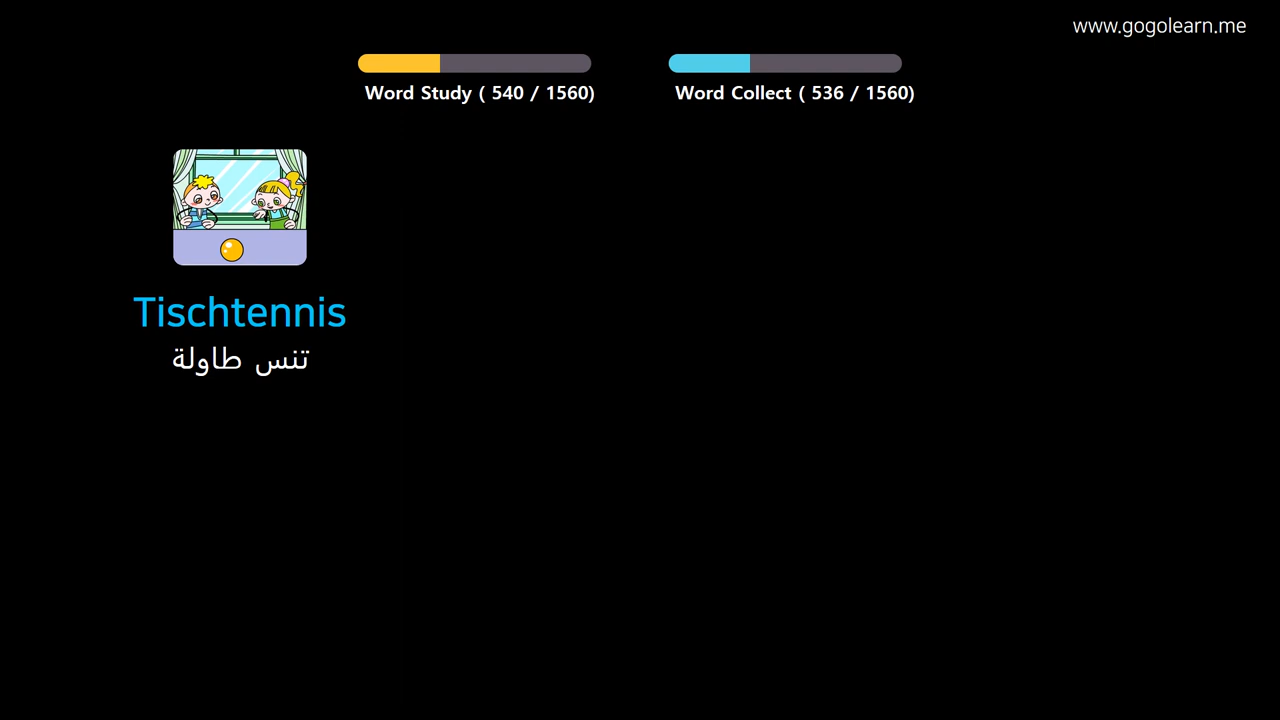 www.gogolearn.me
Word Study ( 540 / 1560)
Word Collect ( 536 / 1560)
Tischtennis
تنس طاولة